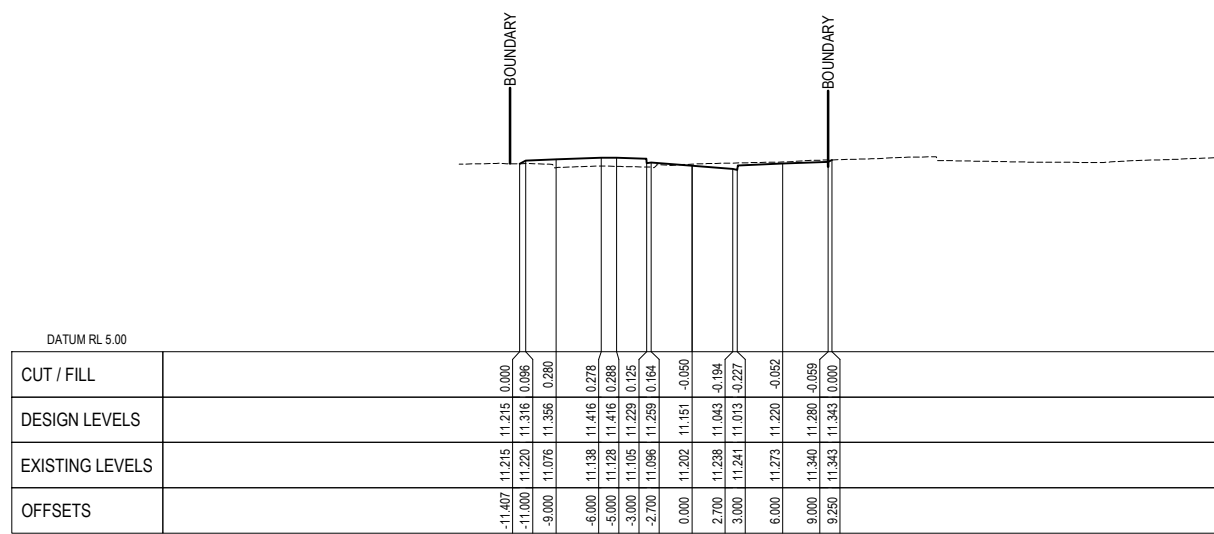 BOUNDARY
BOUNDARY
DATUM RL 5.00
CUT / FILL 0.000 0.096 0.280 0.278 0.288 0.125 0.164 -0.050 -0.194 -0.227 -0.052 -0.059 0.000
DESIGN LEVELS 11.215 11.316 11.356 11.416 11.416 11.229 11.259 11.151 11.043 11.013 11.220 11.280 11.343
EXISTING LEVELS 11.215 11.220 11.076 11.138 11.128 11.105 11.096 11.202 11.238 11.241 11.273 11.340 11.343
OFFSETS -11.407 -11.000 -9.000 -6.000 -5.000 -3.000 -2.700 0.000 2.700 3.000 6.000 9.000 9.250